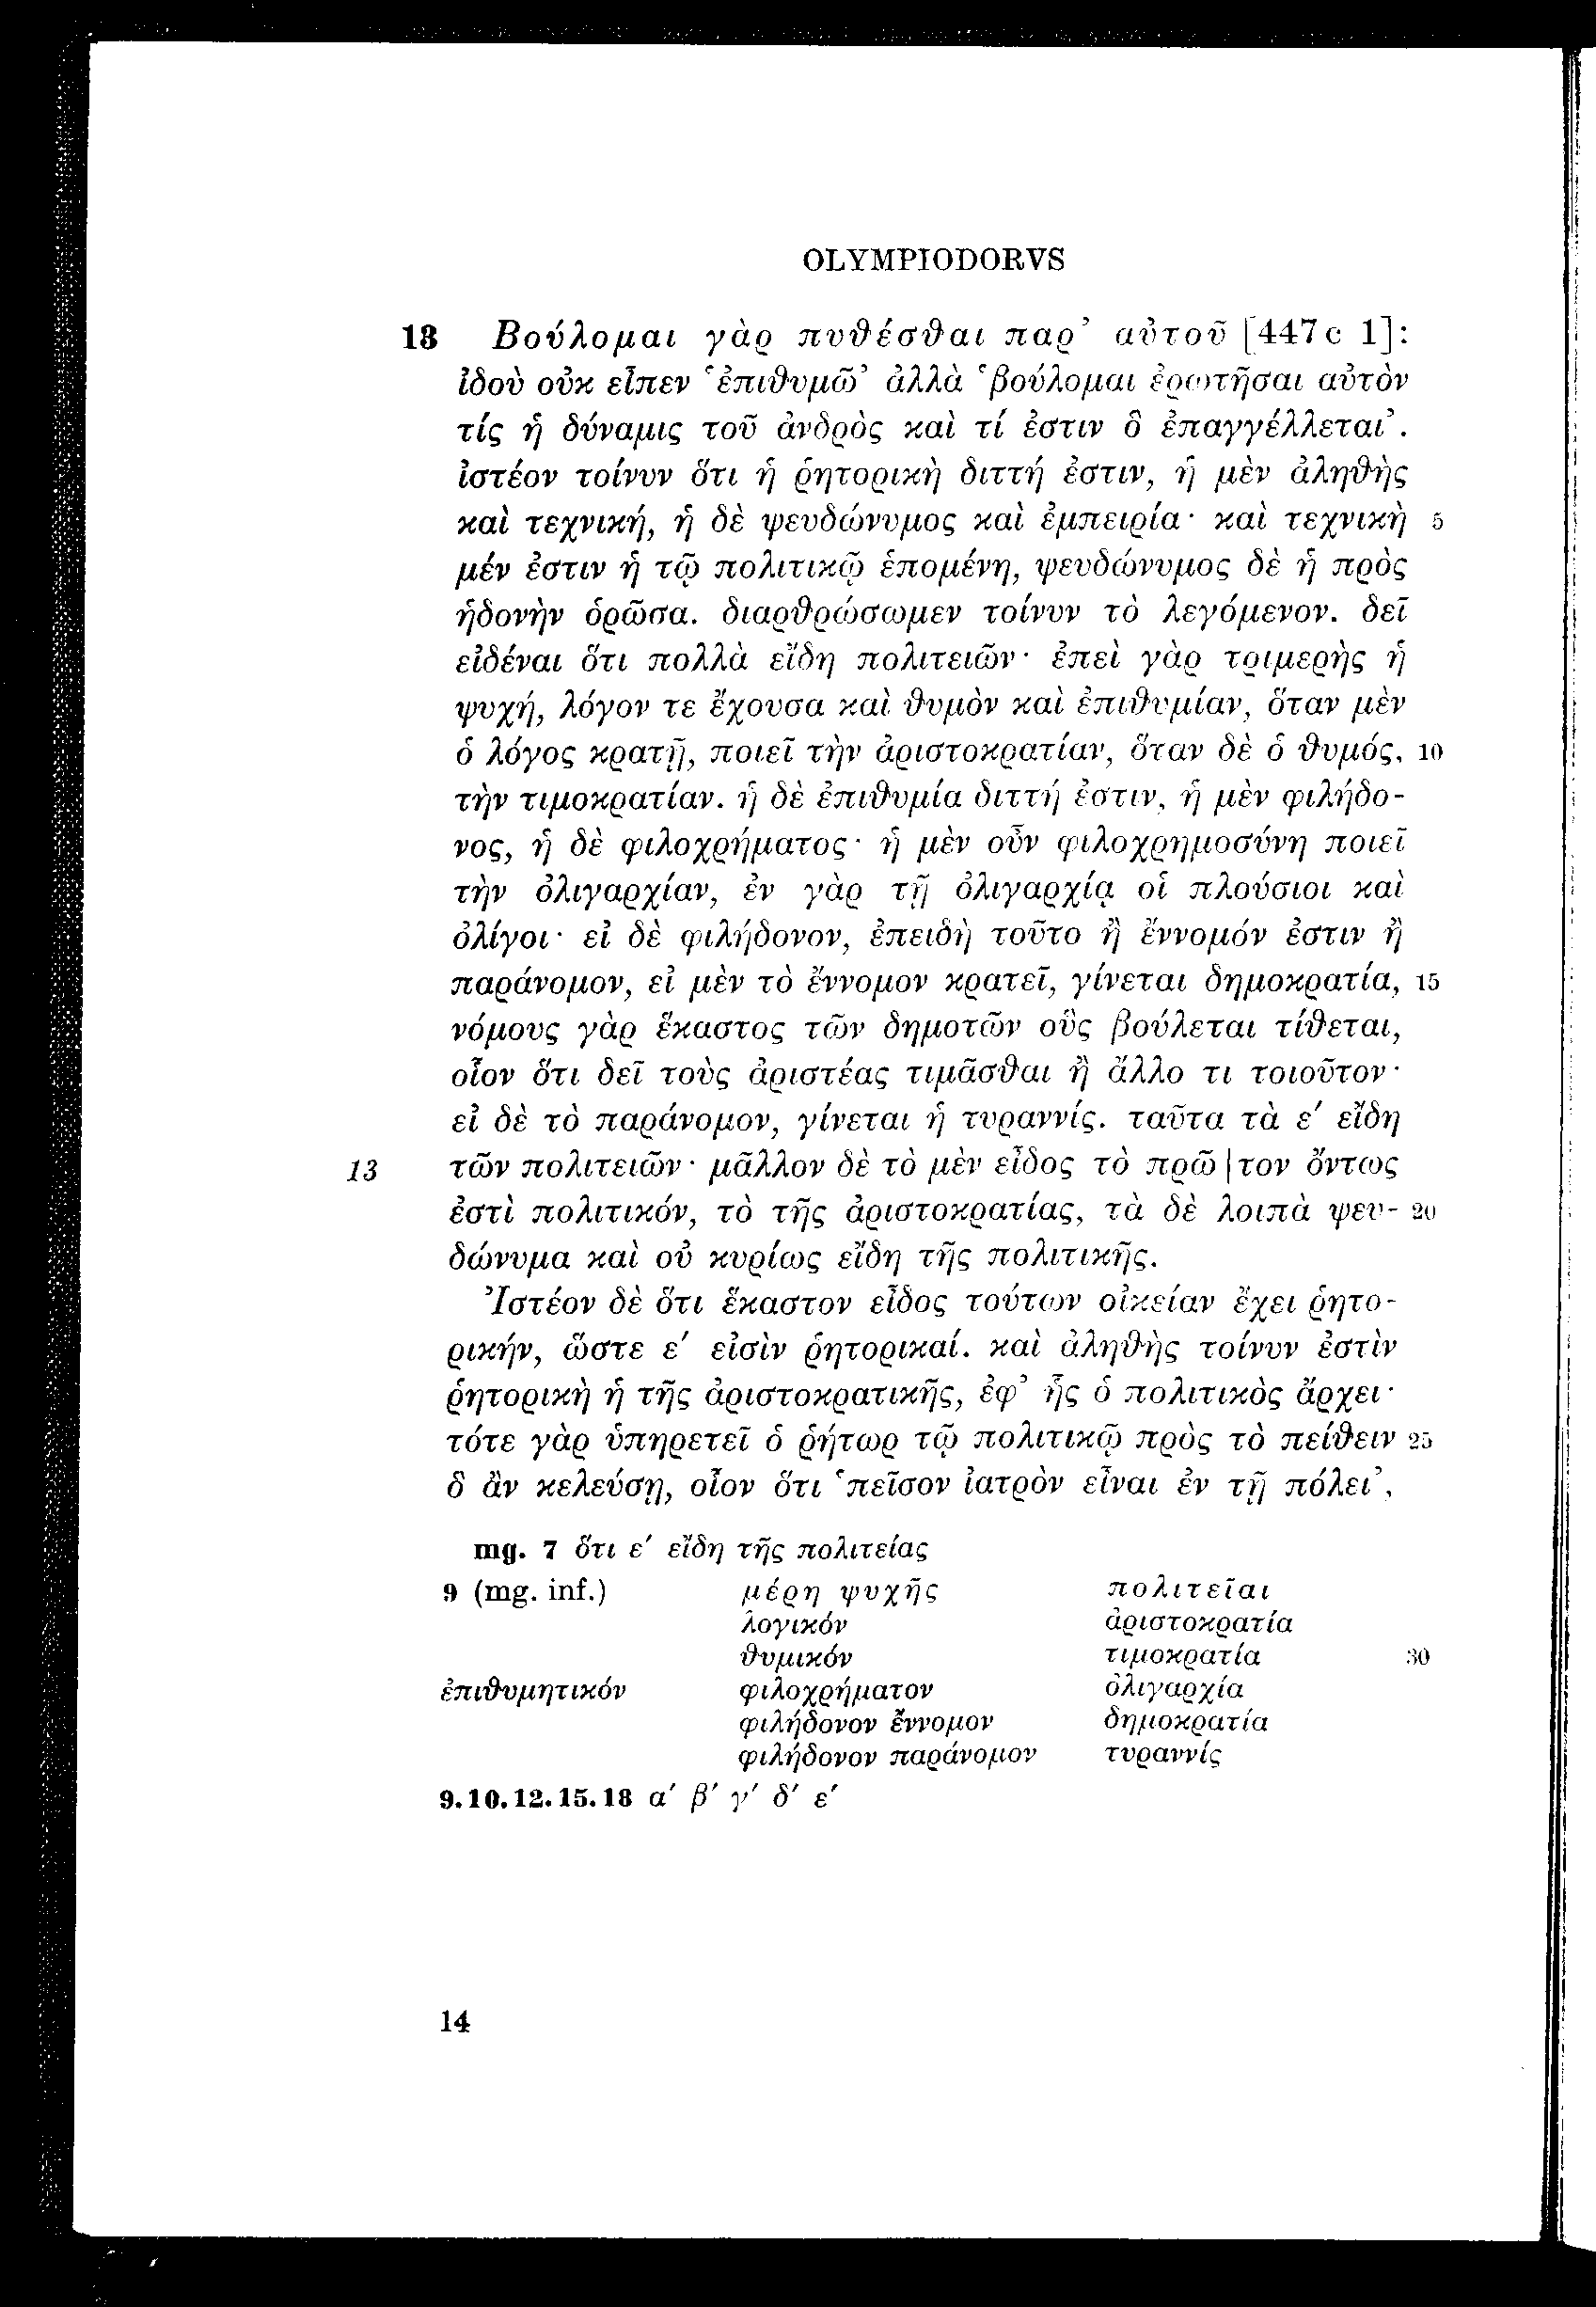 OLYMPIODORVS
13 Βούλομαι γὰρ πυθέσθαι παρ’ αὐτοῦ [447c 1]:
ἰδοὺ οὐκ εἶπεν ‘ἐπιθυμῶ’ ἀλλὰ ‘βούλομαι ἐρωτῆσαι αὐτὸν
τίς ἡ δύναμις τοῦ ἀνδρὸς καὶ τί ἐστιν ὃ ἐπαγγέλλεται’.
ἰστέον τοίνυν ὅτι ἡ ῥητορικὴ διττή ἐστιν, ἡ μὲν ἀληθὴς
καὶ τεχνική, ἡ δὲ ψευδώνυμος καὶ ἐμπειρία· καὶ τεχνικὴ 5
μέν ἐστιν ἡ τῷ πολιτικῷ ἑπομένη, ψευδώνυμος δὲ ἡ πρὸς
ἡδονὴν ὁρῶσα. διαρθρώσωμεν τοίνυν τὸ λεγόμενον. δεῖ
εἰδέναι ὅτι πολλὰ εἴδη πολιτειῶν· ἐπεὶ γὰρ τριμερὴς ἡ
ψυχή, λόγον τε ἔχουσα καὶ θυμὸν καὶ ἐπιθυμίαν, ὅταν μὲν
ὁ λόγος κρατῇ, ποιεῖ τὴν ἀριστοκρατίαν, ὅταν δὲ ὁ θυμός, 10
τὴν τιμοκρατίαν. ἡ δὲ ἐπιθυμία διττή ἐστιν, ἡ μὲν φιλήδο-
νος, ἡ δὲ φιλοχρήματος· ἡ μὲν οὖν φιλοχρημοσύνη ποιεῖ
τὴν ὀλιγαρχίαν, ἐν γὰρ τῇ ὀλιγαρχίᾳ οἱ πλούσιοι καὶ
ὀλίγοι· εἰ δὲ φιλήδονον, ἐπειδὴ τοῦτο ἢ ἔννομόν ἐστιν ἢ
παράνομον, εἰ μὲν τὸ ἔννομον κρατεῖ, γίνεται δημοκρατία, 15
νόμους γὰρ ἕκαστος τῶν δημοτῶν οὓς βούλεται τίθεται,
οἷον ὅτι δεῖ τοὺς ἀριστέας τιμᾶσθαι ἢ ἄλλο τι τοιοῦτον·
εἰ δὲ τὸ παράνομον, γίνεται ἡ τυραννίς. ταῦτα τὰ ε′ εἴδη
13 τῶν πολιτειῶν· μᾶλλον δὲ τὸ μὲν εἶδος τὸ πρῶ|τον ὄντως
ἐστὶ πολιτικόν, τὸ τῆς ἀριστοκρατίας, τὰ δὲ λοιπὰ ψευ- 20
δώνυμα καὶ οὐ κυρίως εἴδη τῆς πολιτικῆς.
Ἰστέον δὲ ὅτι ἕκαστον εἶδος τούτων οἰκείαν ἔχει ῥητο-
ρικήν, ὥστε ε′ εἰσὶν ῥητορικαί. καὶ ἀληθὴς τοίνυν ἐστὶν
ῥητορικὴ ἡ τῆς ἀριστοκρατικῆς, ἐφ’ ἧς ὁ πολιτικὸς ἄρχει·
τότε γὰρ ὑπηρετεῖ ὁ ῥήτωρ τῷ πολιτικῷ πρὸς τὸ πείθειν 25
ὃ ἂν κελεύσῃ, οἷον ὅτι ‘πεῖσον ἰατρὸν εἶναι ἐν τῇ πόλει’,
mg. 7 ὅτι ε′ εἴδη τῆς πολιτείας
9 (mg. inf.) μέρη ψυχῆς πολιτεῖαι
λογικόν ἀριστοκρατία
θυμικόν τιμοκρατία 30
ἐπιθυμητικόν φιλοχρήματον ὀλιγαρχία
φιλήδονον ἔννομον δημοκρατία
φιλήδονον παράνομον τυραννίς
9.10.12.15.18 α′ β′ γ′ δ′ ε′
14